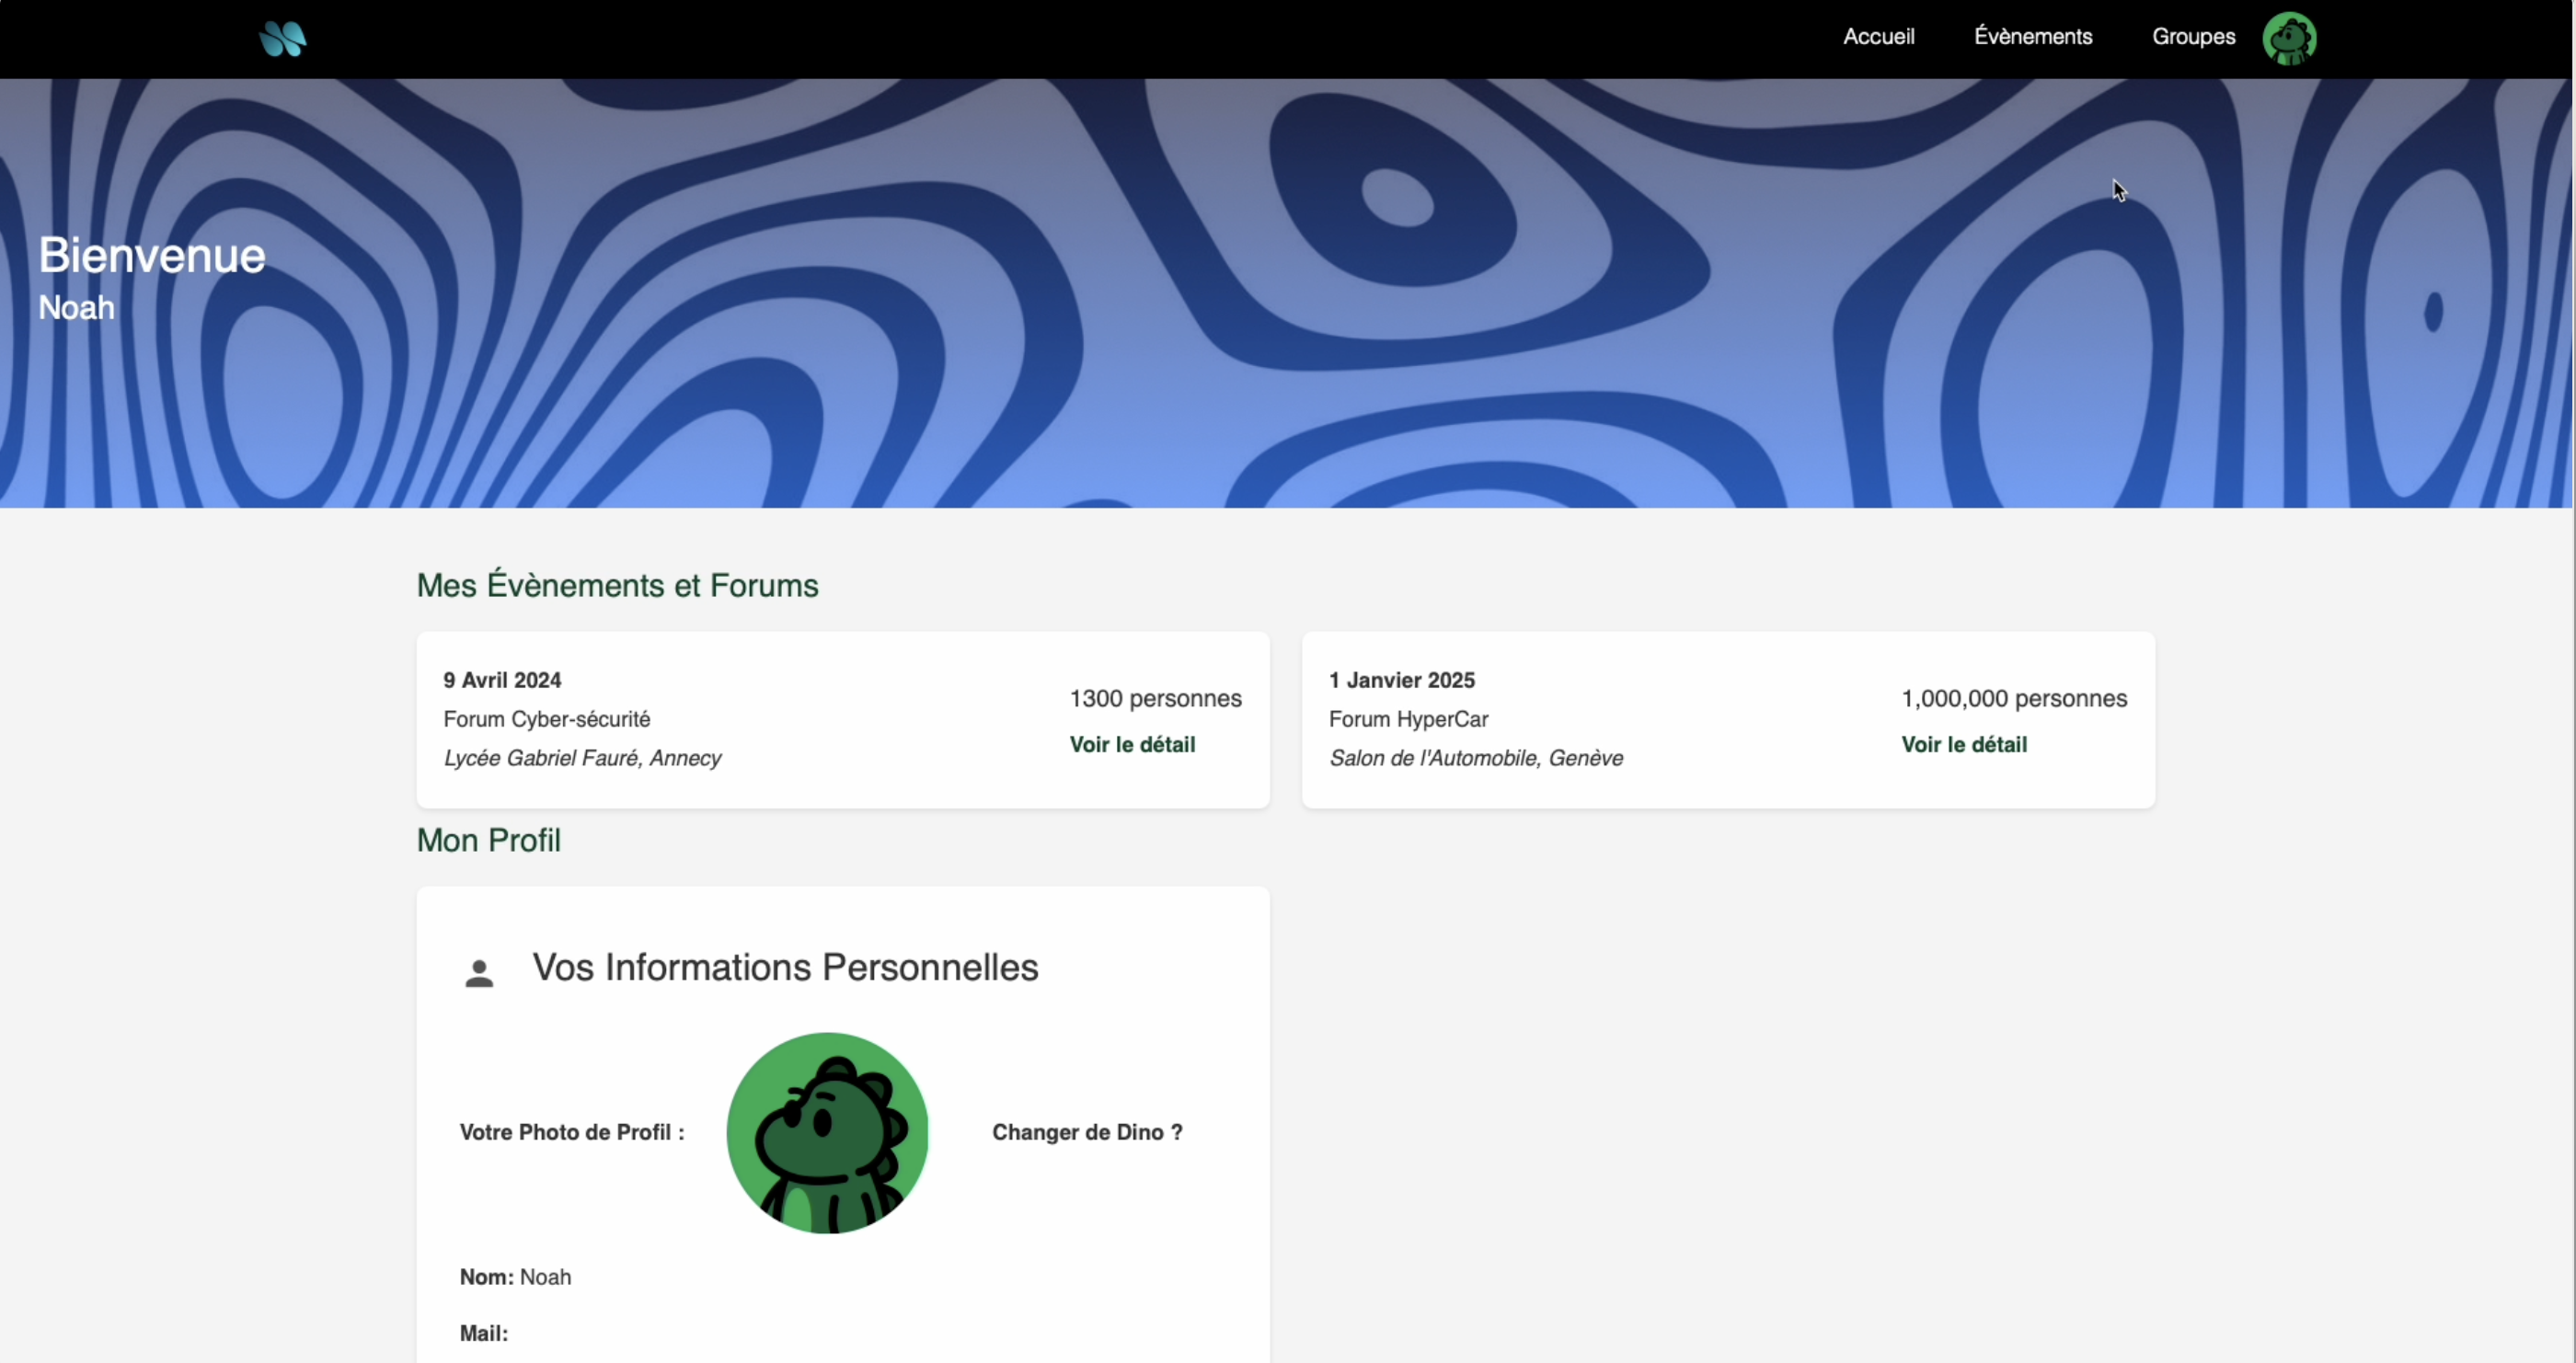 Accueil Évènements Groupes
Bienvenue
Noah
Mes Évènements et Forums
9 Avril 2024
Forum Cyber-sécurité
Lycée Gabriel Fauré, Annecy
1300 personnes
Voir le détail
1 Janvier 2025
Forum HyperCar
Salon de l'Automobile, Genève
1,000,000 personnes
Voir le détail
Mon Profil
Vos Informations Personnelles
Votre Photo de Profil :
Changer de Dino ?
Nom: Noah
Mail: